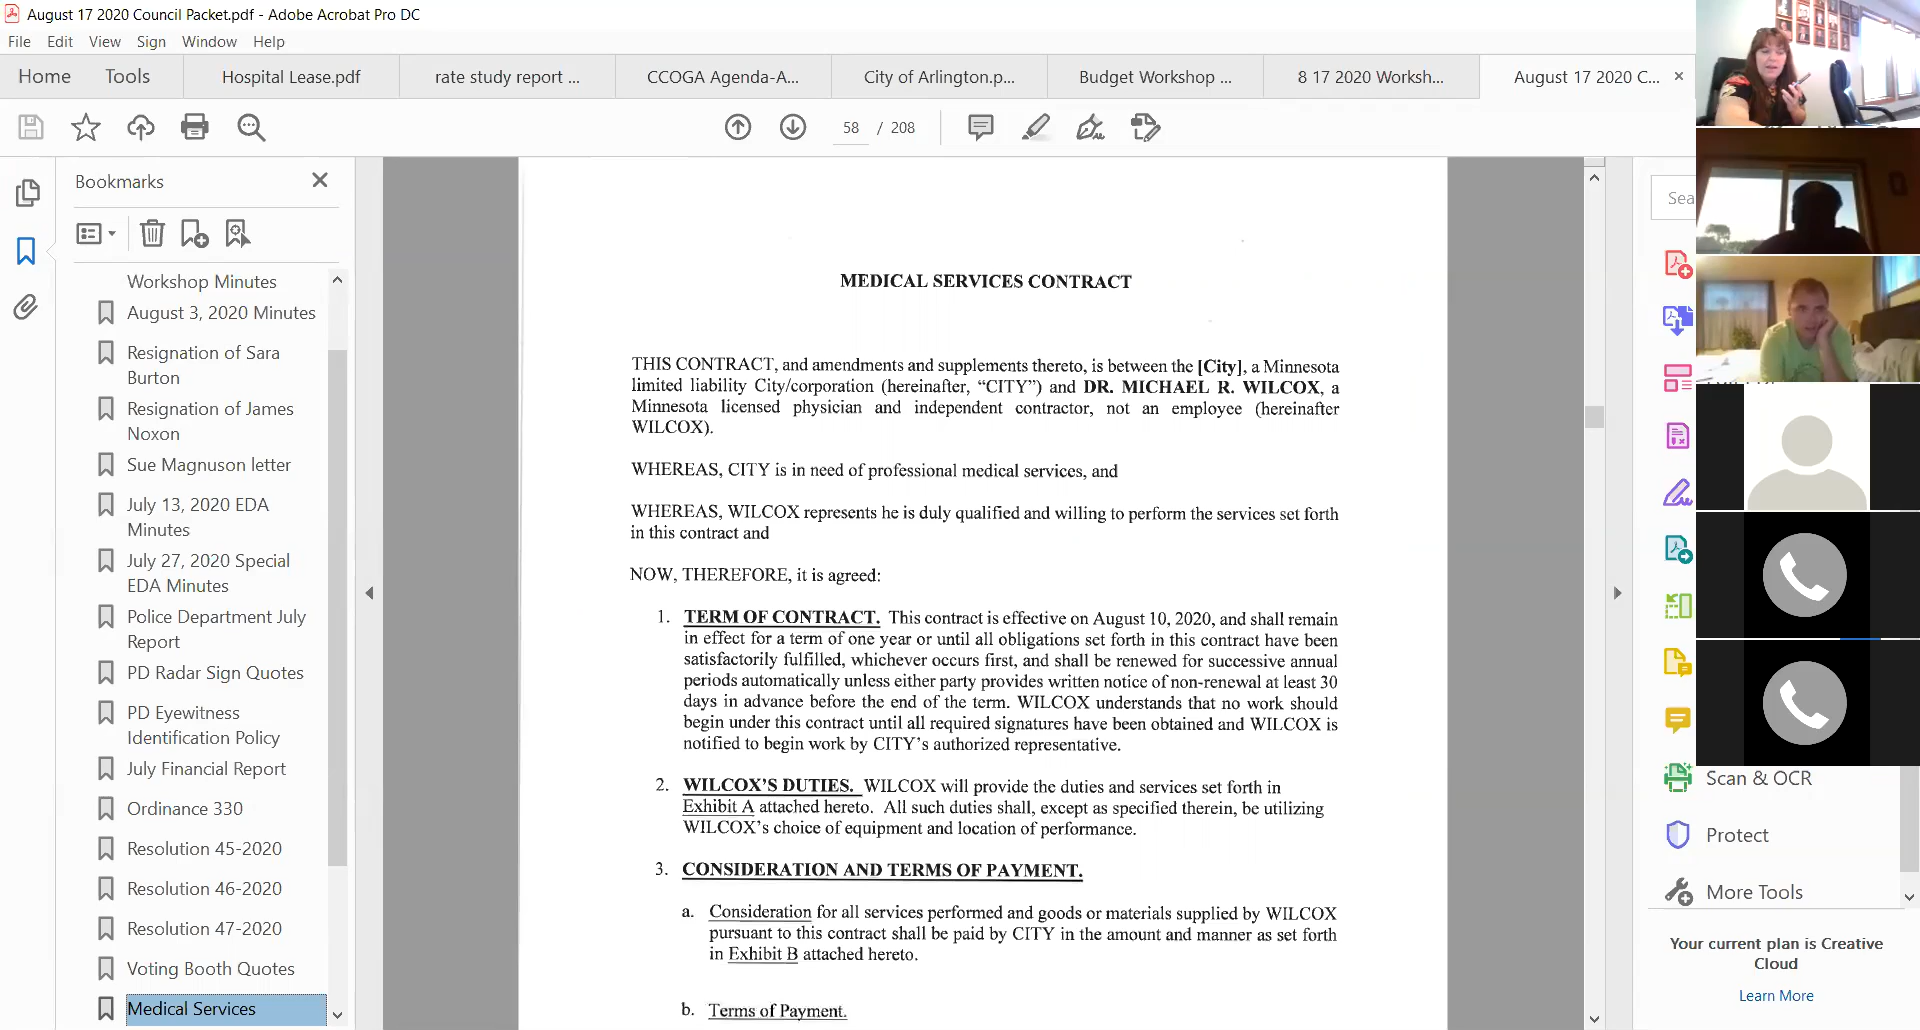 August 17 2020 Council Packet.pdf - Adobe Acrobat Pro DC
File Edit View Sign Window Help
Home Tools Hospital Lease.pdf rate study report ... CCOGA Agenda-A... City of Arlington.p... Budget Workshop ... 8 17 2020 Worksh... August 17 2020 C... ×
58 / 208
Bookmarks
Workshop Minutes
August 3, 2020 Minutes
Resignation of Sara
Burton
Resignation of James
Noxon
Sue Magnuson letter
July 13, 2020 EDA
Minutes
July 27, 2020 Special
EDA Minutes
Police Department July
Report
PD Radar Sign Quotes
PD Eyewitness
Identification Policy
July Financial Report
Ordinance 330
Resolution 45-2020
Resolution 46-2020
Resolution 47-2020
Voting Booth Quotes
Medical Services
MEDICAL SERVICES CONTRACT
THIS CONTRACT, and amendments and supplements thereto, is between the [City], a Minnesota
limited liability City/corporation (hereinafter, “CITY”) and DR. MICHAEL R. WILCOX, a
Minnesota licensed physician and independent contractor, not an employee (hereinafter
WILCOX).
WHEREAS, CITY is in need of professional medical services, and
WHEREAS, WILCOX represents he is duly qualified and willing to perform the services set forth
in this contract and
NOW, THEREFORE, it is agreed:
1. TERM OF CONTRACT. This contract is effective on August 10, 2020, and shall remain
in effect for a term of one year or until all obligations set forth in this contract have been
satisfactorily fulfilled, whichever occurs first, and shall be renewed for successive annual
periods automatically unless either party provides written notice of non-renewal at least 30
days in advance before the end of the term. WILCOX understands that no work should
begin under this contract until all required signatures have been obtained and WILCOX is
notified to begin work by CITY’s authorized representative.
2. WILCOX’S DUTIES. WILCOX will provide the duties and services set forth in
Exhibit A attached hereto. All such duties shall, except as specified therein, be utilizing
WILCOX’s choice of equipment and location of performance.
3. CONSIDERATION AND TERMS OF PAYMENT.
a. Consideration for all services performed and goods or materials supplied by WILCOX
pursuant to this contract shall be paid by CITY in the amount and manner as set forth
in Exhibit B attached hereto.
b. Terms of Payment.
Sea
Scan & OCR
Protect
More Tools
Your current plan is Creative
Cloud
Learn More